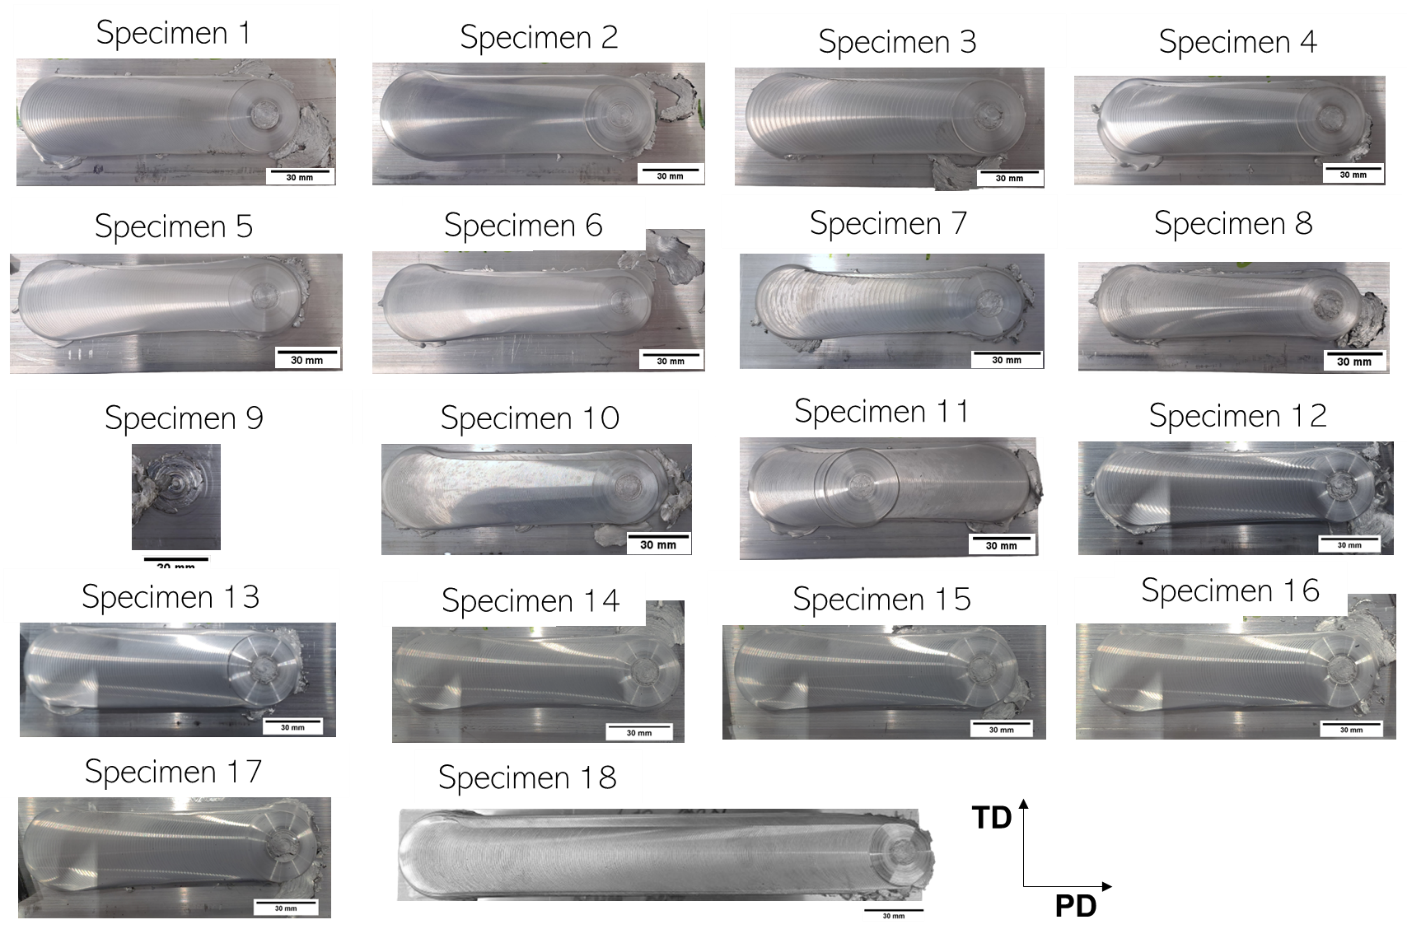 Specimen 1
Specimen 2
Specimen 3
Specimen 4
30 mm
30 mm
30 mm
30 mm
Specimen 5
Specimen 6
Specimen 7
Specimen 8
30 mm
30 mm
30 mm
30 mm
Specimen 9
Specimen 10
Specimen 11
Specimen 12
30 mm
30 mm
30 mm
30 mm
Specimen 13
Specimen 14
Specimen 15
Specimen 16
30 mm
30 mm
30 mm
30 mm
Specimen 17
Specimen 18
TD
PD
30 mm
30 mm